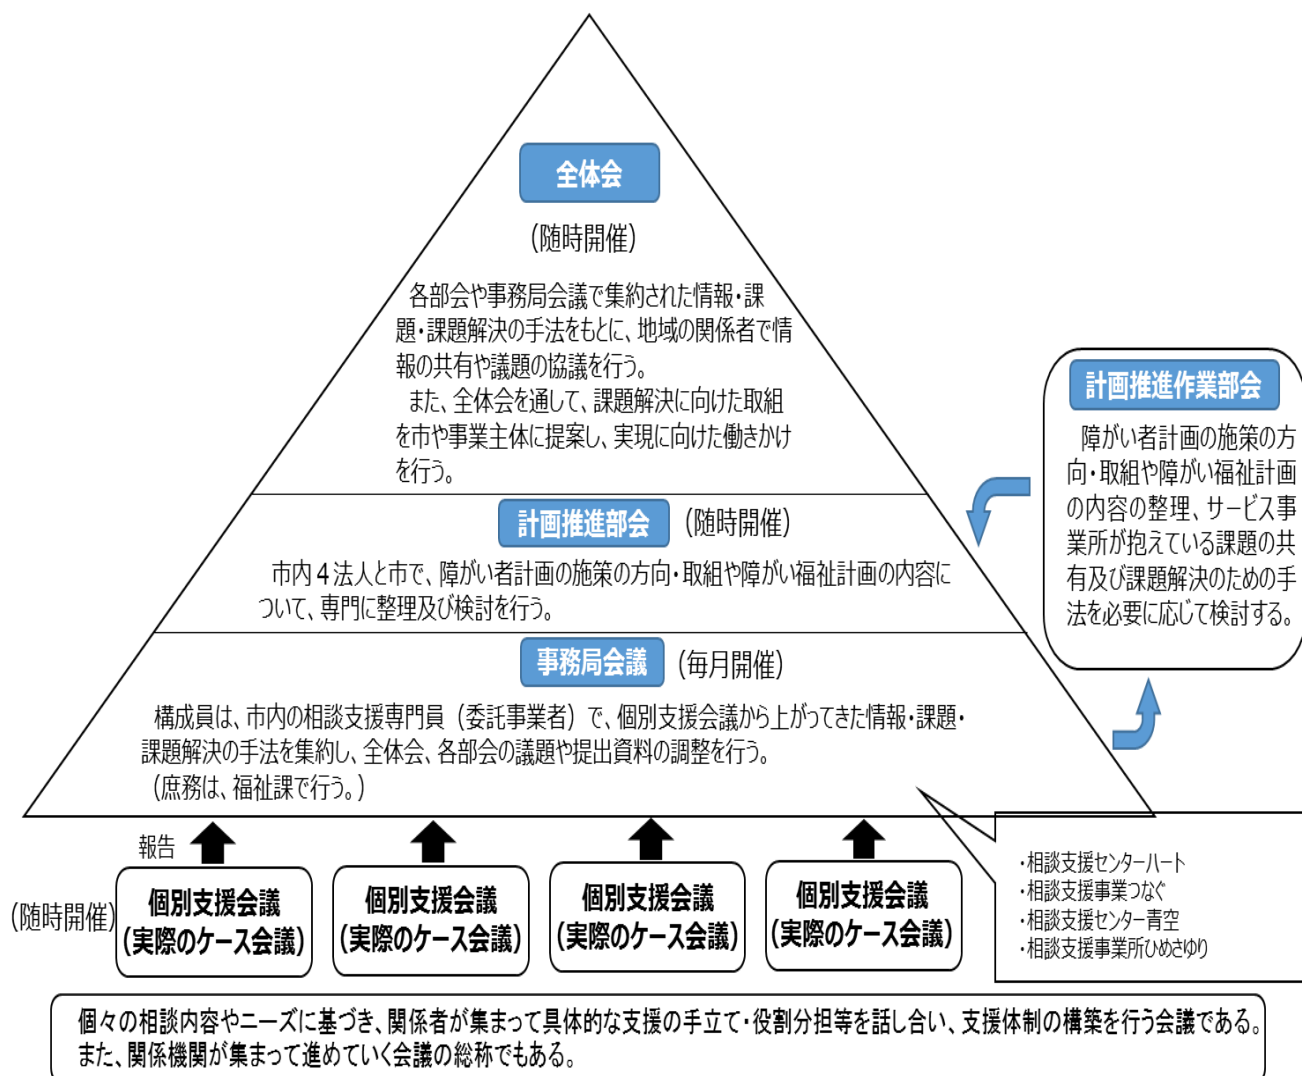 全体会
(随時開催)
各部会や事務局会議で集約された情報・課
題・課題解決の手法をもとに、地域の関係者で情
報の共有や議題の協議を行う。
また、全体会を通して、課題解決に向けた取組
を市や事業主体に提案し、実現に向けた働きかけ
を行う。
計画推進部会 (随時開催)
市内4法人と市で、障がい者計画の施策の方向・取組や障がい福祉計画の内容に
ついて、専門に整理及び検討を行う。
計画推進作業部会
障がい者計画の施策の方
向・取組や障がい福祉計画
の内容の整理、サービス事
業所が抱えている課題の共
有及び課題解決のための手
法を必要に応じて検討する。
事務局会議 (毎月開催)
構成員は、市内の相談支援専門員(委託事業者)で、個別支援会議から上がってきた情報・課題・
課題解決の手法を集約し、全体会、各部会の議題や提出資料の調整を行う。
(庶務は、福祉課で行う。)
・相談支援センターハート
・相談支援事業つなぐ
・相談支援センター青空
・相談支援事業所ひめさゆり
報告
(随時開催)
個別支援会議
(実際のケース会議)
個別支援会議
(実際のケース会議)
個別支援会議
(実際のケース会議)
個別支援会議
(実際のケース会議)
個々の相談内容やニーズに基づき、関係者が集まって具体的な支援の手立て・役割分担等を話し合い、支援体制の構築を行う会議である。
また、関係機関が集まって進めていく会議の総称でもある。